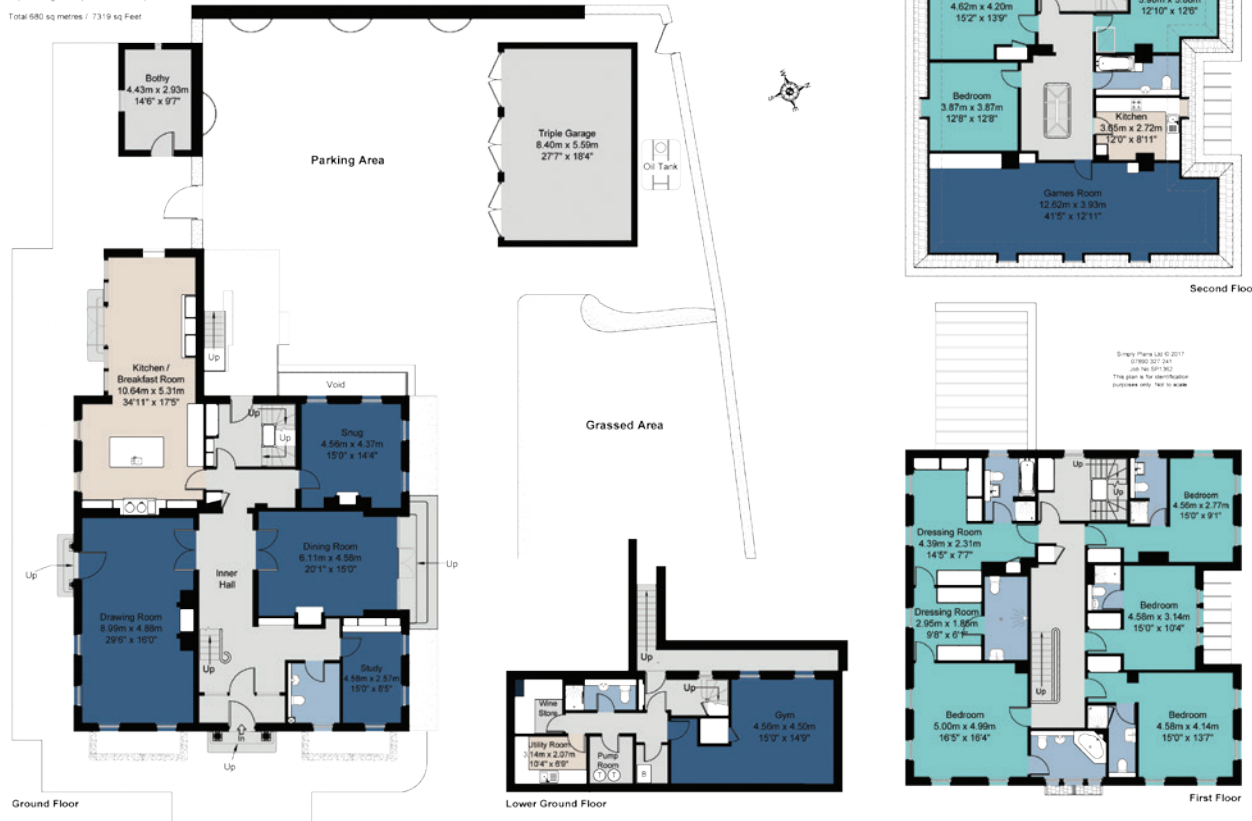 Total 680 sq metres / 7319 sq Feet
Bothy
4.43m x 2.93m
14'6" x 9'7"
Parking Area
Triple Garage
8.40m x 5.59m
27'7" x 18'4"
Oil Tank
Kitchen /
Breakfast Room
10.64m x 5.31m
34'11" x 17'5"
Up
Void
Up
Up
Snug
4.56m x 4.37m
15'0" x 14'4"
Grassed Area
Dining Room
6.11m x 4.58m
20'1" x 15'0"
Inner
Hall
Up
Up
Drawing Room
8.99m x 4.88m
29'6" x 16'0"
Up
Study
4.58m x 2.57m
15'0" x 8'5"
In
Up
Ground Floor
Up
Up
Wine
Store
Gym
4.56m x 4.50m
15'0" x 14'9"
Utility Room
3.14m x 2.07m
10'4" x 6'9"
Pump
Room
T
T
B
Lower Ground Floor
4.62m x 4.20m
15'2" x 13'9"
12'10" x 12'6"
Bedroom
3.87m x 3.87m
12'8" x 12'8"
Kitchen
3.65m x 2.72m
12'0" x 8'11"
Games Room
12.62m x 3.93m
41'5" x 12'11"
Second Floo
Simply Plans Ltd © 2017
07890 327 241
Job No SP1362
This plan is for identification
purposes only. Not to scale
Up
Up
Bedroom
4.56m x 2.77m
15'0" x 9'1"
Dressing Room
4.39m x 2.31m
14'5" x 7'7"
Bedroom
4.58m x 3.14m
15'0" x 10'4"
Dressing Room
2.95m x 1.85m
9'8" x 6'1"
Up
Bedroom
5.00m x 4.99m
16'5" x 16'4"
Bedroom
4.58m x 4.14m
15'0" x 13'7"
First Floor